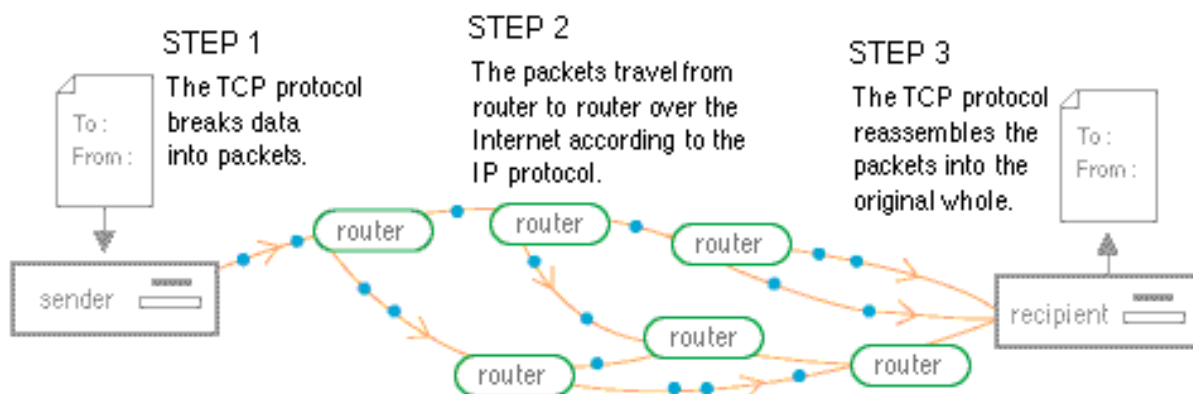 STEP 1
The TCP protocol
breaks data
into packets.
STEP 2
The packets travel from
router to router over the
Internet according to the
IP protocol.
STEP 3
The TCP protocol
reassembles the
packets into the
original whole.
To :
From :
To :
From :
sender
router
router
router
router
router
router
recipient